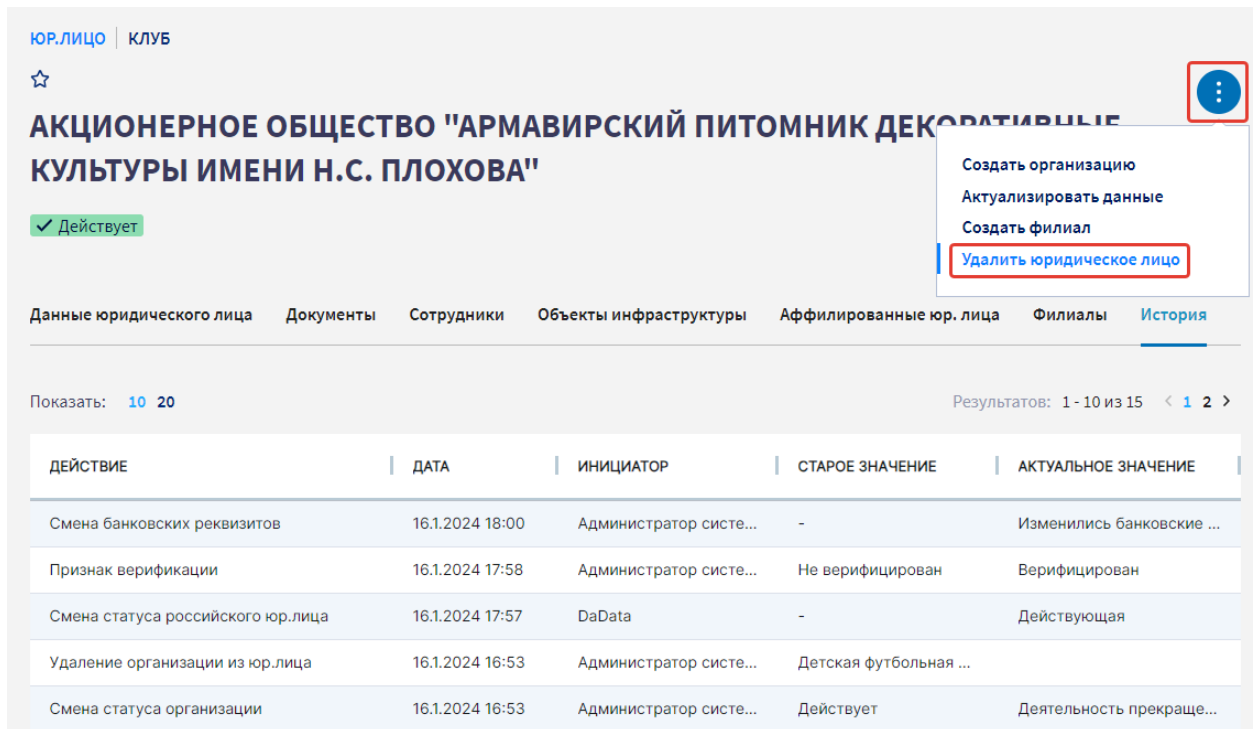 ЮР.ЛИЦО КЛУБ
АКЦИОНЕРНОЕ ОБЩЕСТВО "АРМАВИРСКИЙ ПИТОМНИК ДЕКОРАТИВНЫЕ
КУЛЬТУРЫ ИМЕНИ Н.С. ПЛОХОВА"
Действует
Создать организацию
Актуализировать данные
Создать филиал
Удалить юридическое лицо
Данные юридического лица Документы Сотрудники Объекты инфраструктуры Аффилированные юр. лица Филиалы История
Показать: 10 20 Результатов: 1 - 10 из 15 < 1 2 >
ДЕЙСТВИЕ ДАТА ИНИЦИАТОР СТАРОЕ ЗНАЧЕНИЕ АКТУАЛЬНОЕ ЗНАЧЕНИЕ
Смена банковских реквизитов 16.1.2024 18:00 Администратор систе... - Изменились банковские ...
Признак верификации 16.1.2024 17:58 Администратор систе... Не верифицирован Верифицирован
Смена статуса российского юр.лица 16.1.2024 17:57 DaData - Действующая
Удаление организации из юр.лица 16.1.2024 16:53 Администратор систе... Детская футбольная ...
Смена статуса организации 16.1.2024 16:53 Администратор систе... Действует Деятельность прекраще...